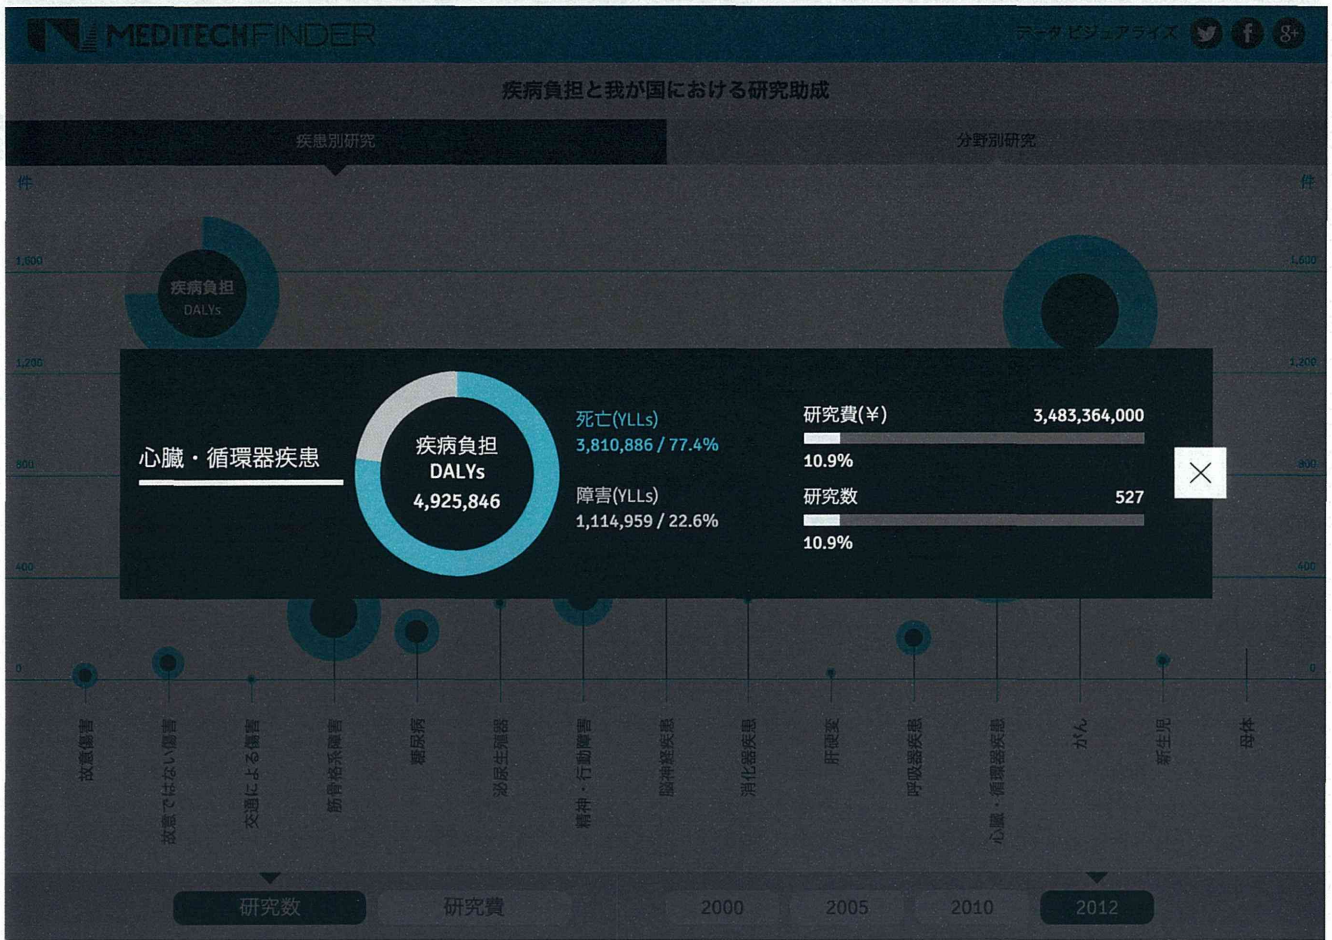 MEDITECHFINDER
データ ビジュアライズ
疾病負担と我が国における研究助成
疾患別研究
分野別研究
件
件
1,600
1,600
疾病負担
DALYs
1,200
1,200
心臓・循環器疾患
疾病負担
DALYs
4,925,846
死亡(YLLs)
3,810,886 / 77.4%
障害(YLLs)
1,114,959 / 22.6%
研究費(¥)
3,483,364,000
10.9%
研究数
527
10.9%
800
800
400
400
0
0
故意傷害
故意ではない傷害
交通による傷害
筋骨格系障害
糖尿病
泌尿生殖器
精神・行動障害
脳神経疾患
消化器疾患
肝硬変
呼吸器疾患
心臓・循環器疾患
がん
新生児
母体
研究数
研究費
2000
2005
2010
2012